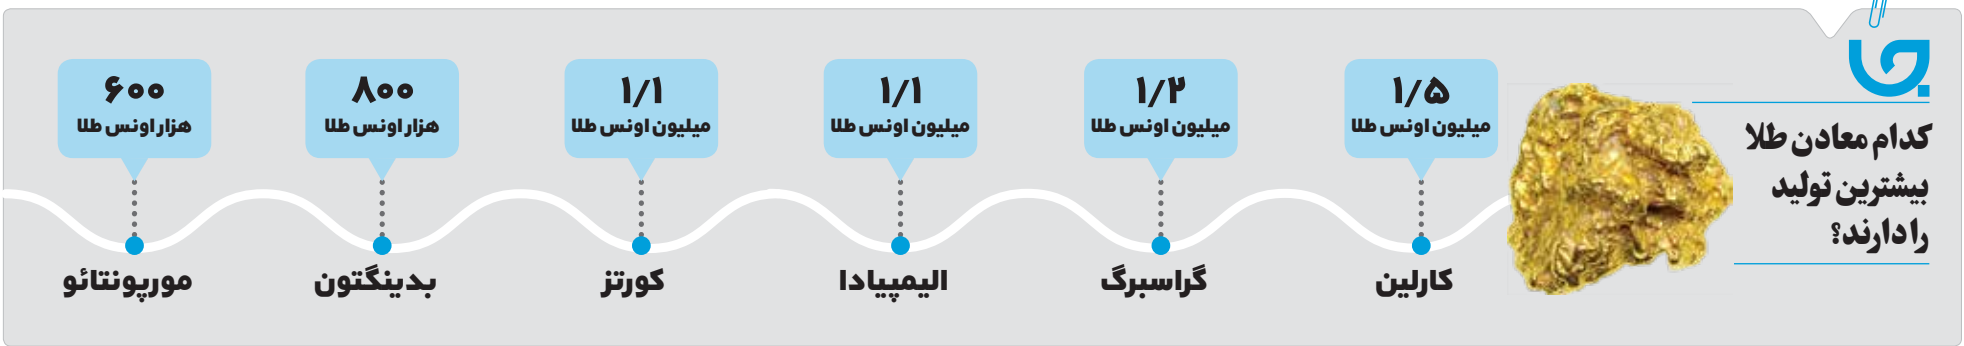 کدام معادن طلا
بیشترین تولید
را دارند؟
۱/۵
میلیون اونس طلا
کارلین
۱/۲
میلیون اونس طلا
گراسبرگ
۱/۱
میلیون اونس طلا
الیمپیادا
۱/۱
میلیون اونس طلا
کورتز
۸۰۰
هزار اونس طلا
بدینگتون
۶۰۰
هزار اونس طلا
مورپونتائو